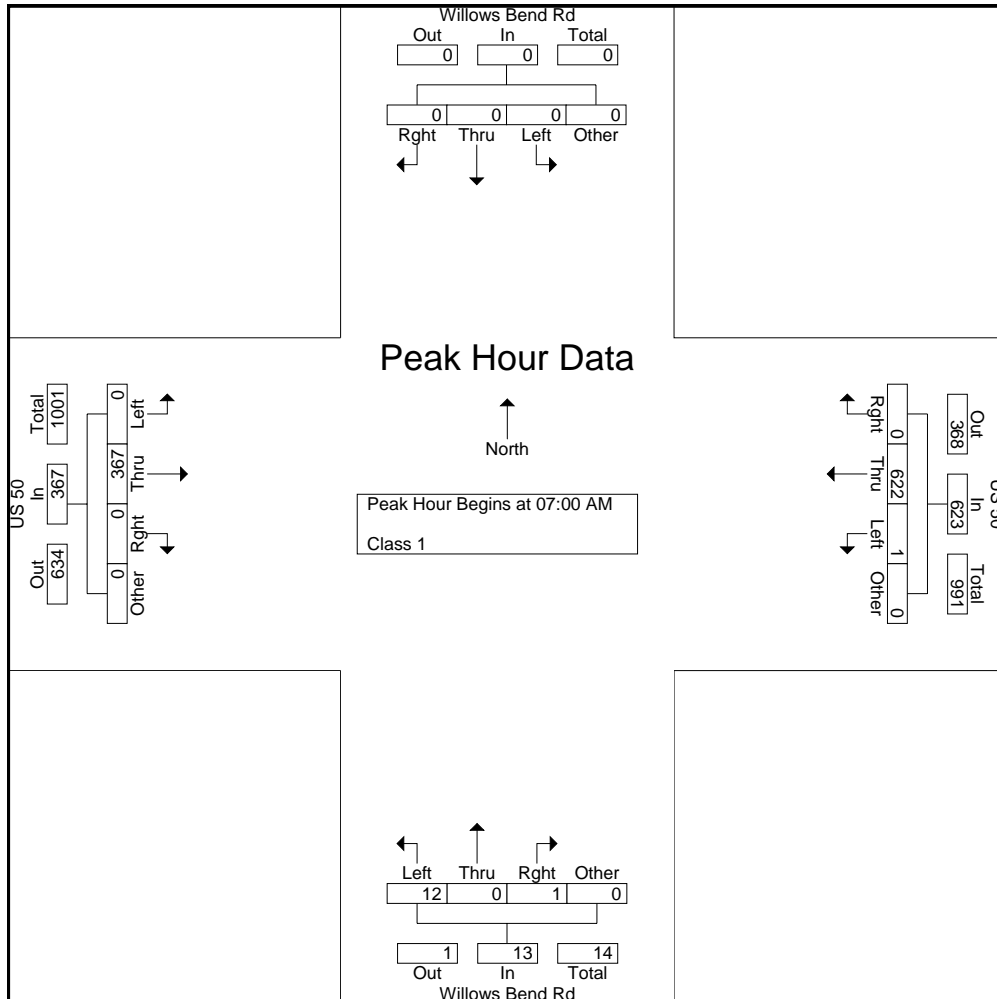 Willows Bend Rd
Out In Total
0 0 0
0 0 0 0
Rght Thru Left Other
Peak Hour Data
North
Peak Hour Begins at 07:00 AM
Class 1
US 50
Total In Out
1001 367 634
0 367 0 0
Left Thru Rght Other
US 50
Out In Total
368 623 991
0 622 1 0
Rght Thru Left Other
Left Thru Rght Other
12 0 1 0
1 13 14
Out In Total
Willows Bend Rd